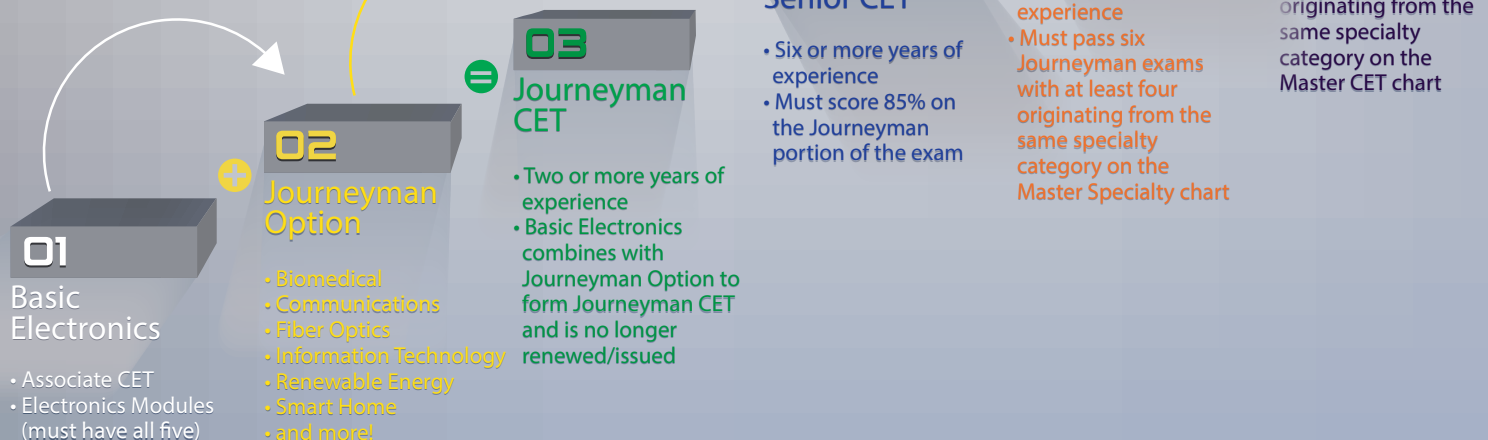 01
Basic
Electronics
• Associate CET
• Electronics Modules
(must have all five)
+
02
Journeyman
Option
• Biomedical
• Communications
• Fiber Optics
• Information Technology
• Renewable Energy
• Smart Home
• and more!
=
03
Journeyman
CET
• Two or more years of
experience
• Basic Electronics
combines with
Journeyman Option to
form Journeyman CET
and is no longer
renewed/issued
Senior CET
• Six or more years of
experience
• Must score 85% on
the Journeyman
portion of the exam
experience
• Must pass six
Journeyman exams
with at least four
originating from the
same specialty
category on the
Master Specialty chart
originating from the
same specialty
category on the
Master CET chart